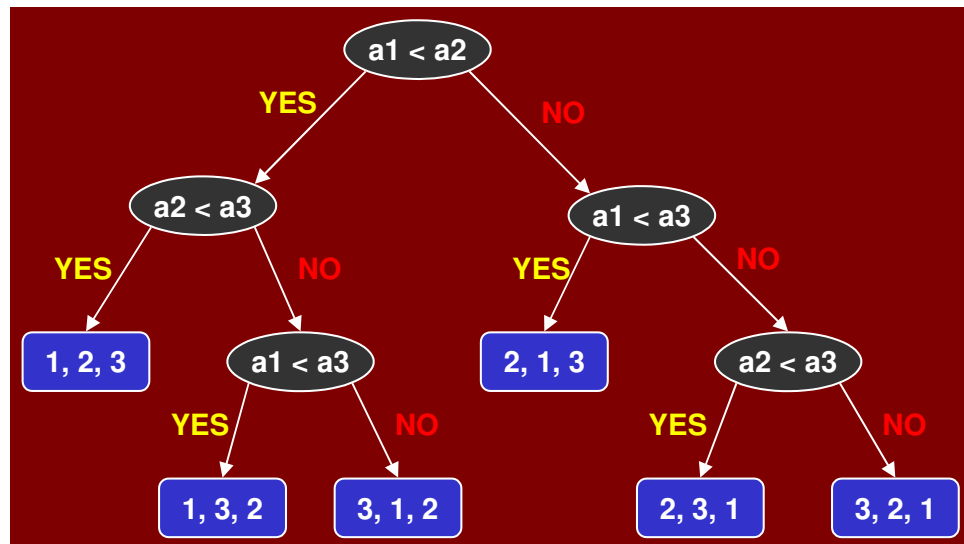 a1 < a2
YES
NO
a2 < a3
a1 < a3
YES
NO
YES
NO
1, 2, 3
a1 < a3
2, 1, 3
a2 < a3
YES
NO
YES
NO
1, 3, 2
3, 1, 2
2, 3, 1
3, 2, 1